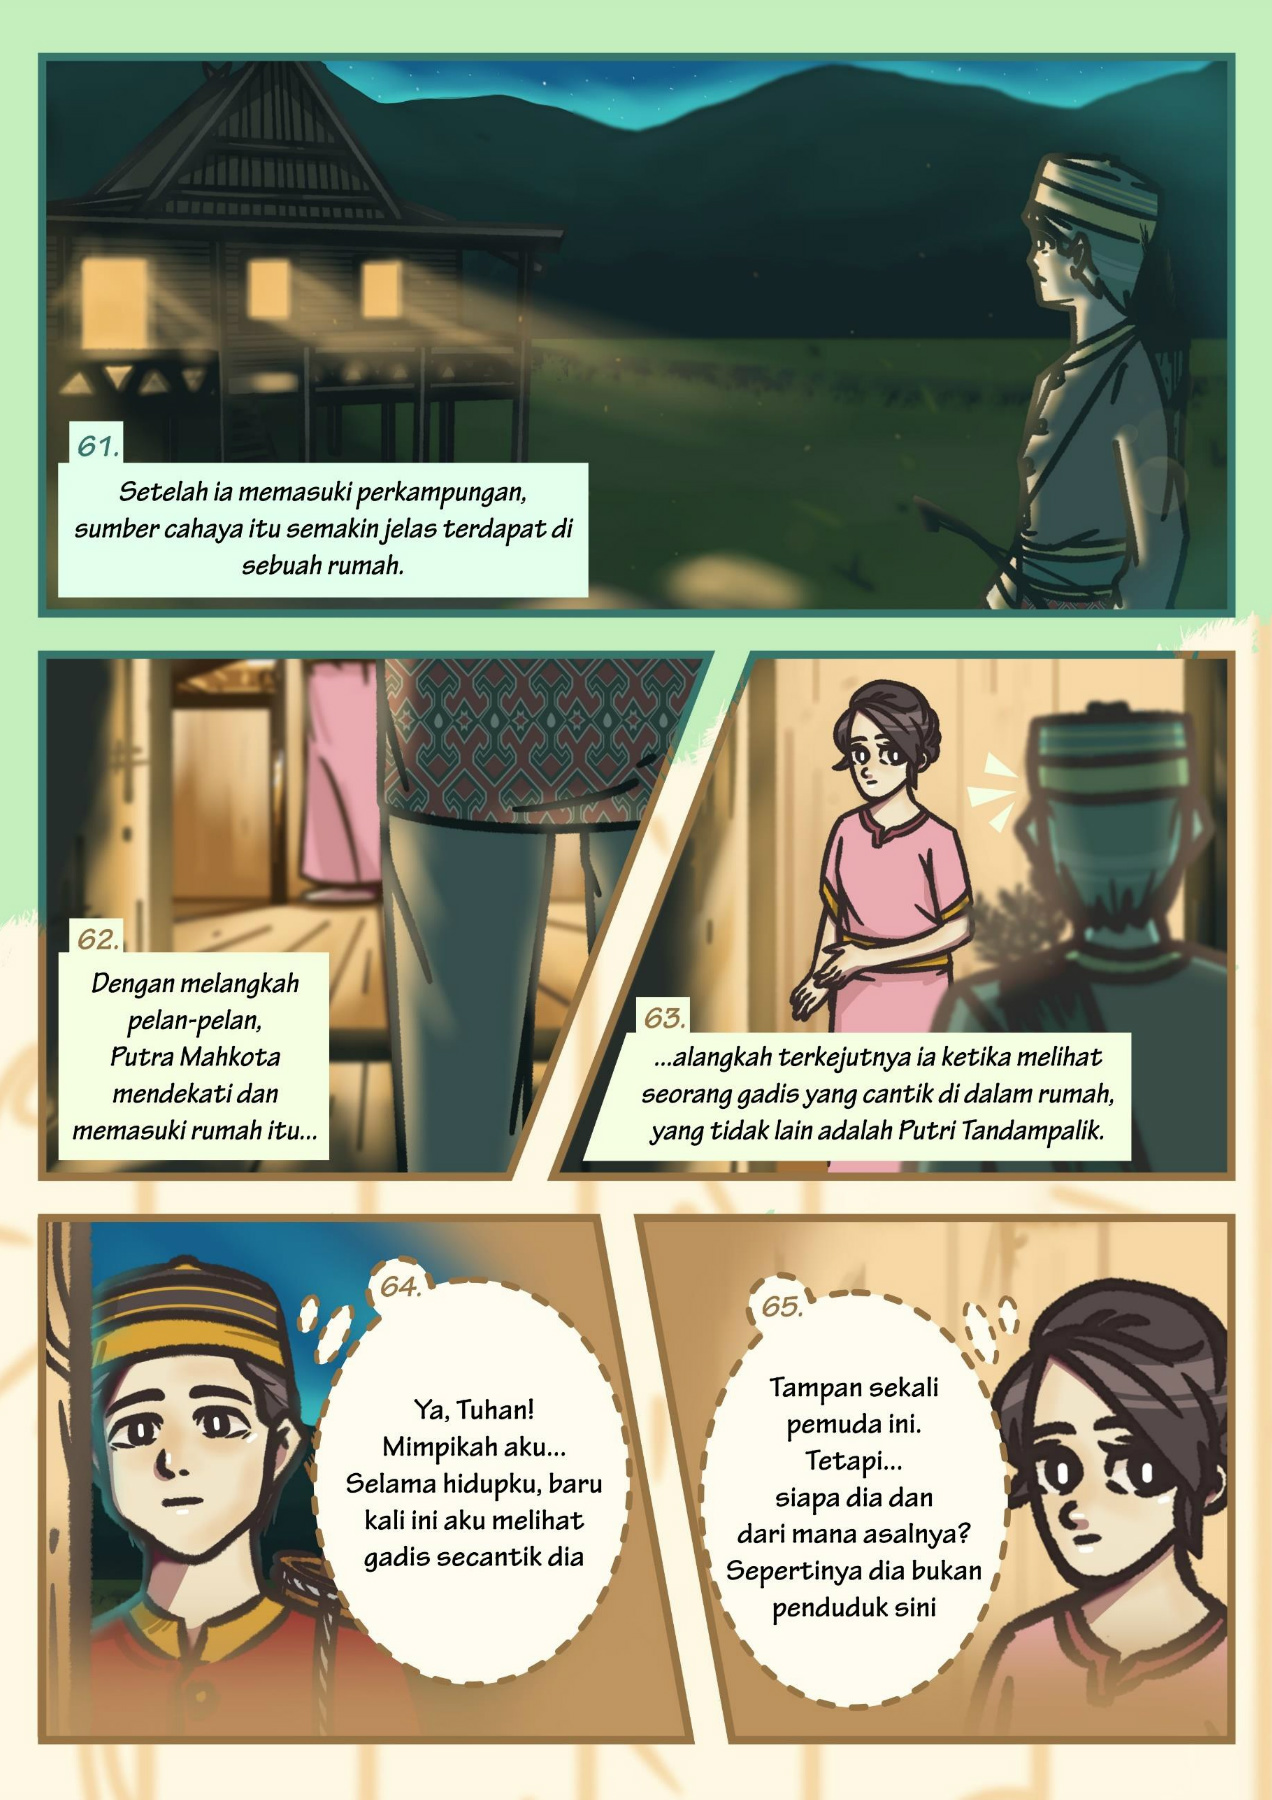 61.
Setelah ia memasuki perkampungan,
sumber cahaya itu semakin jelas terdapat di
sebuah rumah.
62.
Dengan melangkah
pelan-pelan,
Putra Mahkota
mendekati dan
memasuki rumah itu...
63.
...alangkah terkejutnya ia ketika melihat
seorang gadis yang cantik di dalam rumah,
yang tidak lain adalah Putri Tandampalik.
64.
Ya, Tuhan!
Mimpikah aku...
Selama hidupku, baru
kali ini aku melihat
gadis secantik dia
65.
Tampan sekali
pemuda ini.
Tetapi...
siapa dia dan
dari mana asalnya?
Sepertinya dia bukan
penduduk sini